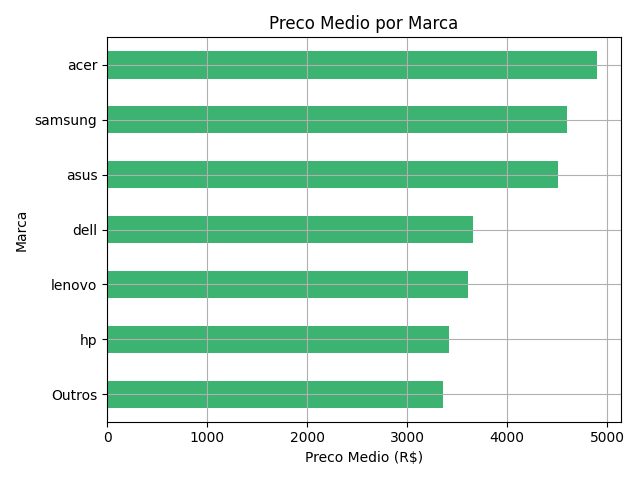 Preco Medio por Marca
acer
samsung
asus
dell
lenovo
hp
Outros
Marca
0 1000 2000 3000 4000 5000
Preco Medio (R$)